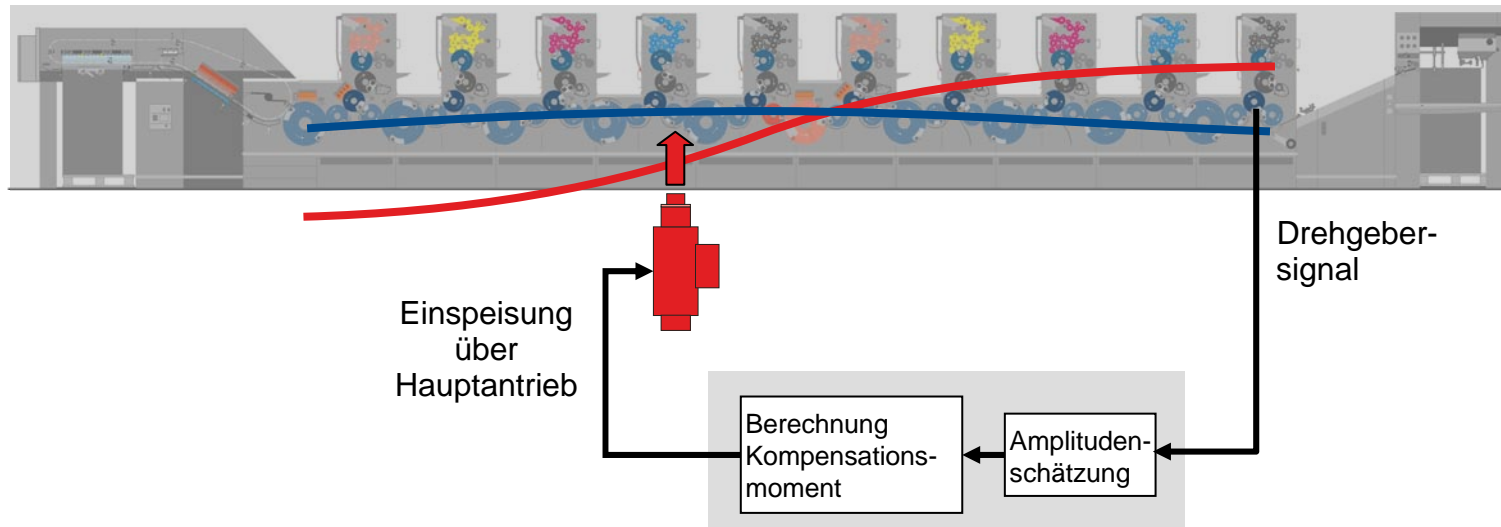 Drehgeber-
signal
Einspeisung
über
Hauptantrieb
Berechnung
Kompensations-
moment
Amplituden-
schätzung